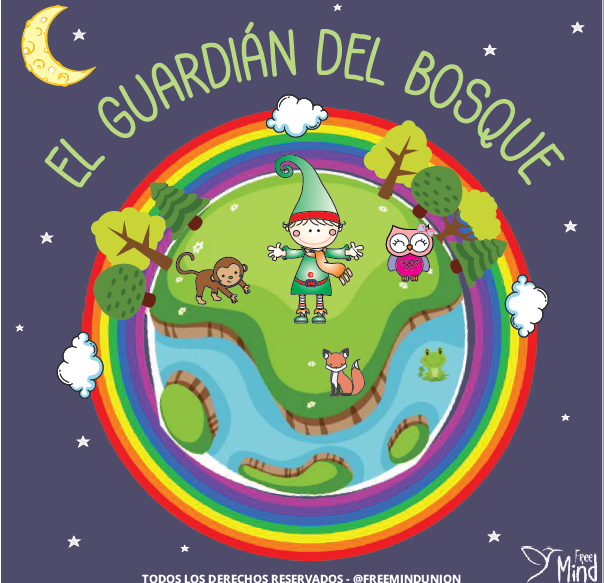 EL GUARDIÁN DEL BOSQUE
Free
Mind
TODOS LOS DERECHOS RESERVADOS - @FREEMINDUNION